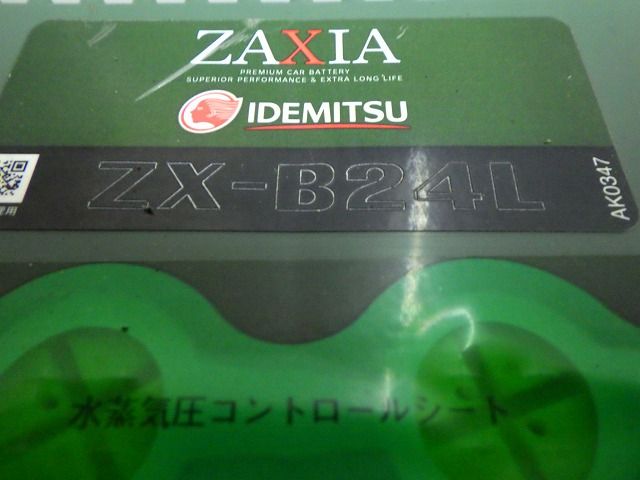 ZAXIA
PREMIUM CAR BATTERY
SUPERIOR PERFORMANCE & EXTRA LONG LIFE
IDEMITSU
ZX-B24L
AK0347
水蒸気圧コントロールシート